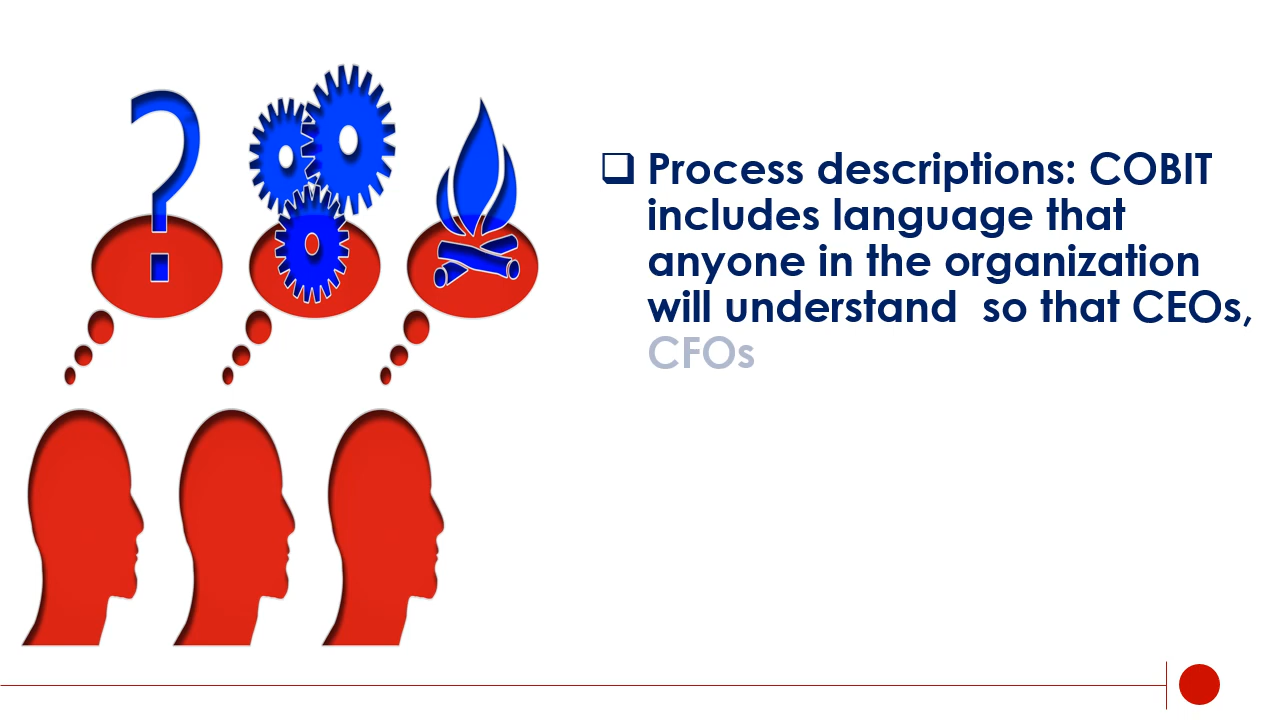 ❑ Process descriptions: COBIT
includes language that
anyone in the organization
will understand  so that CEOs,
CFOs